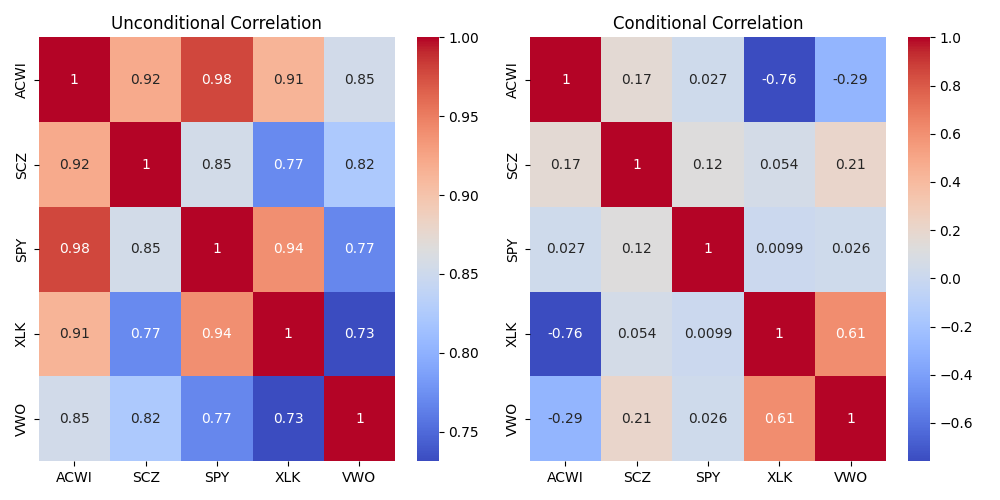 Unconditional Correlation
ACWI 1 0.92 0.98 0.91 0.85
SCZ 0.92 1 0.85 0.77 0.82
SPY 0.98 0.85 1 0.94 0.77
XLK 0.91 0.77 0.94 1 0.73
VWO 0.85 0.82 0.77 0.73 1
ACWI SCZ SPY XLK VWO
1.00
0.95
0.90
0.85
0.80
0.75
Conditional Correlation
ACWI 1 0.17 0.027 -0.76 -0.29
SCZ 0.17 1 0.12 0.054 0.21
SPY 0.027 0.12 1 0.0099 0.026
XLK -0.76 0.054 0.0099 1 0.61
VWO -0.29 0.21 0.026 0.61 1
ACWI SCZ SPY XLK VWO
1.0
0.8
0.6
0.4
0.2
0.0
−0.2
−0.4
−0.6